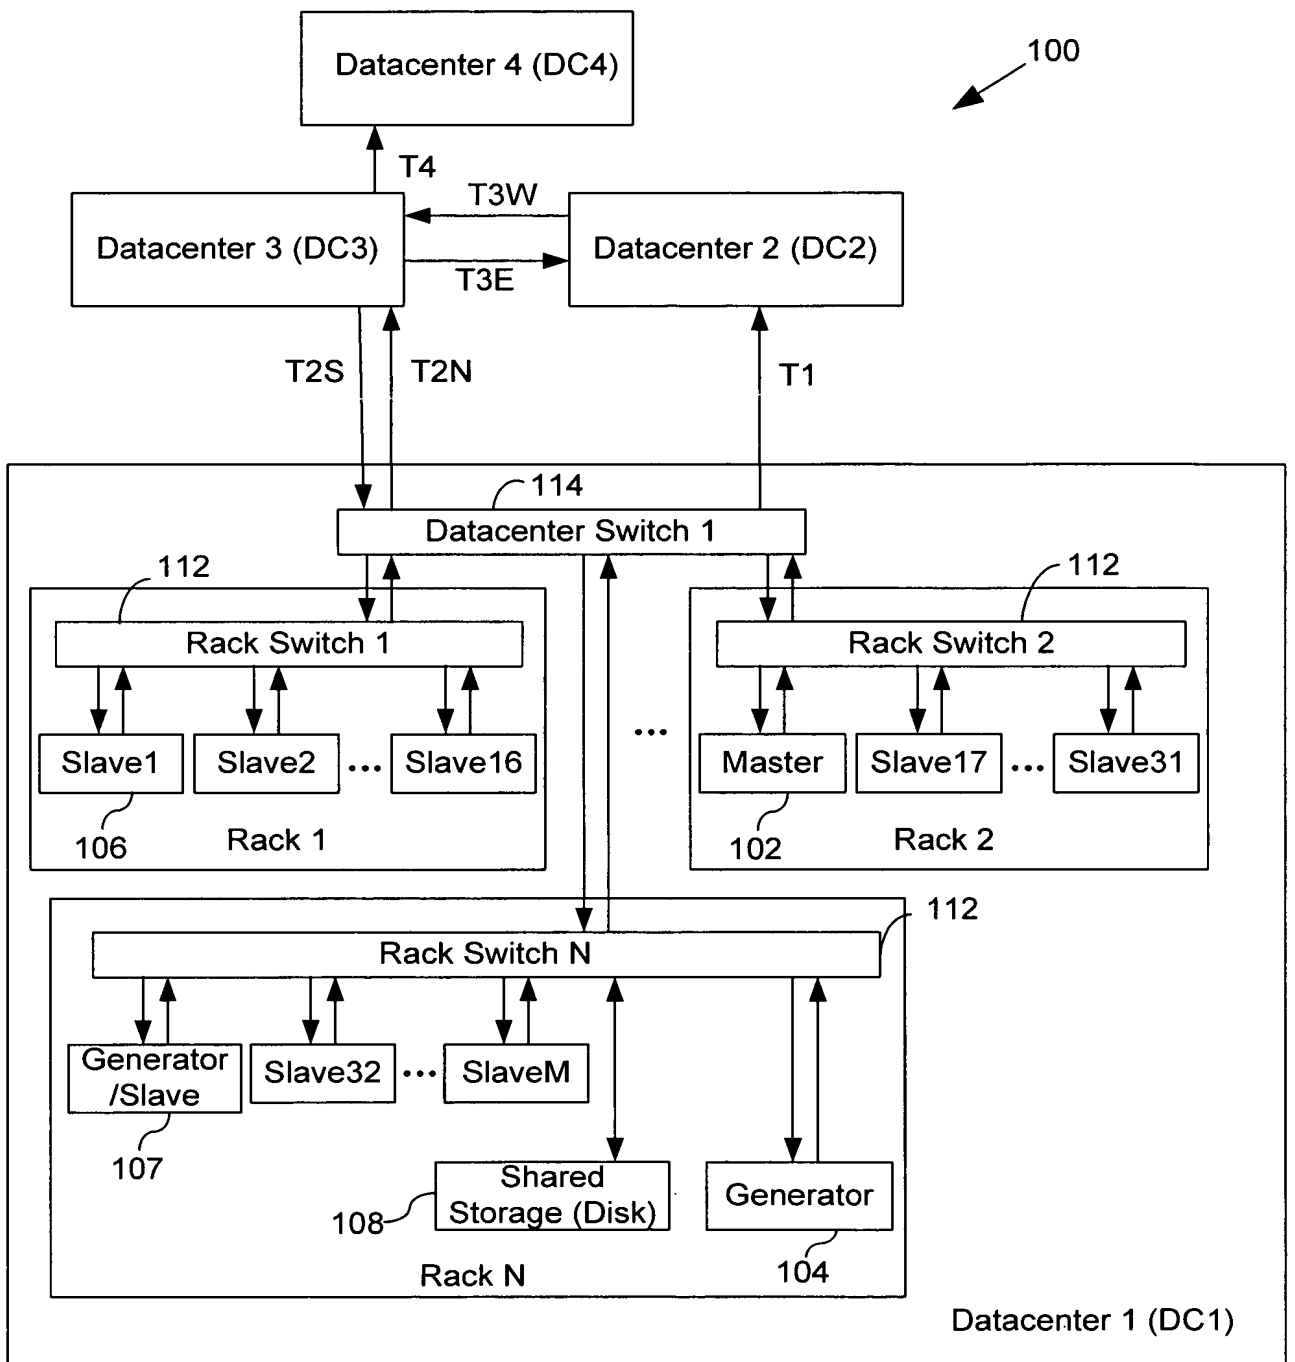 Datacenter 4 (DC4)
100
T4
T3W
Datacenter 3 (DC3)
Datacenter 2 (DC2)
T3E
T2S
T2N
T1
114
Datacenter Switch 1
112
112
Rack Switch 1
Rack Switch 2
...
Slave1
Slave2
...
Slave16
Master
Slave17
...
Slave31
106
Rack 1
102
Rack 2
112
Rack Switch N
Generator
/Slave
Slave32
...
SlaveM
107
Shared
Storage (Disk)
Generator
108
104
Rack N
Datacenter 1 (DC1)